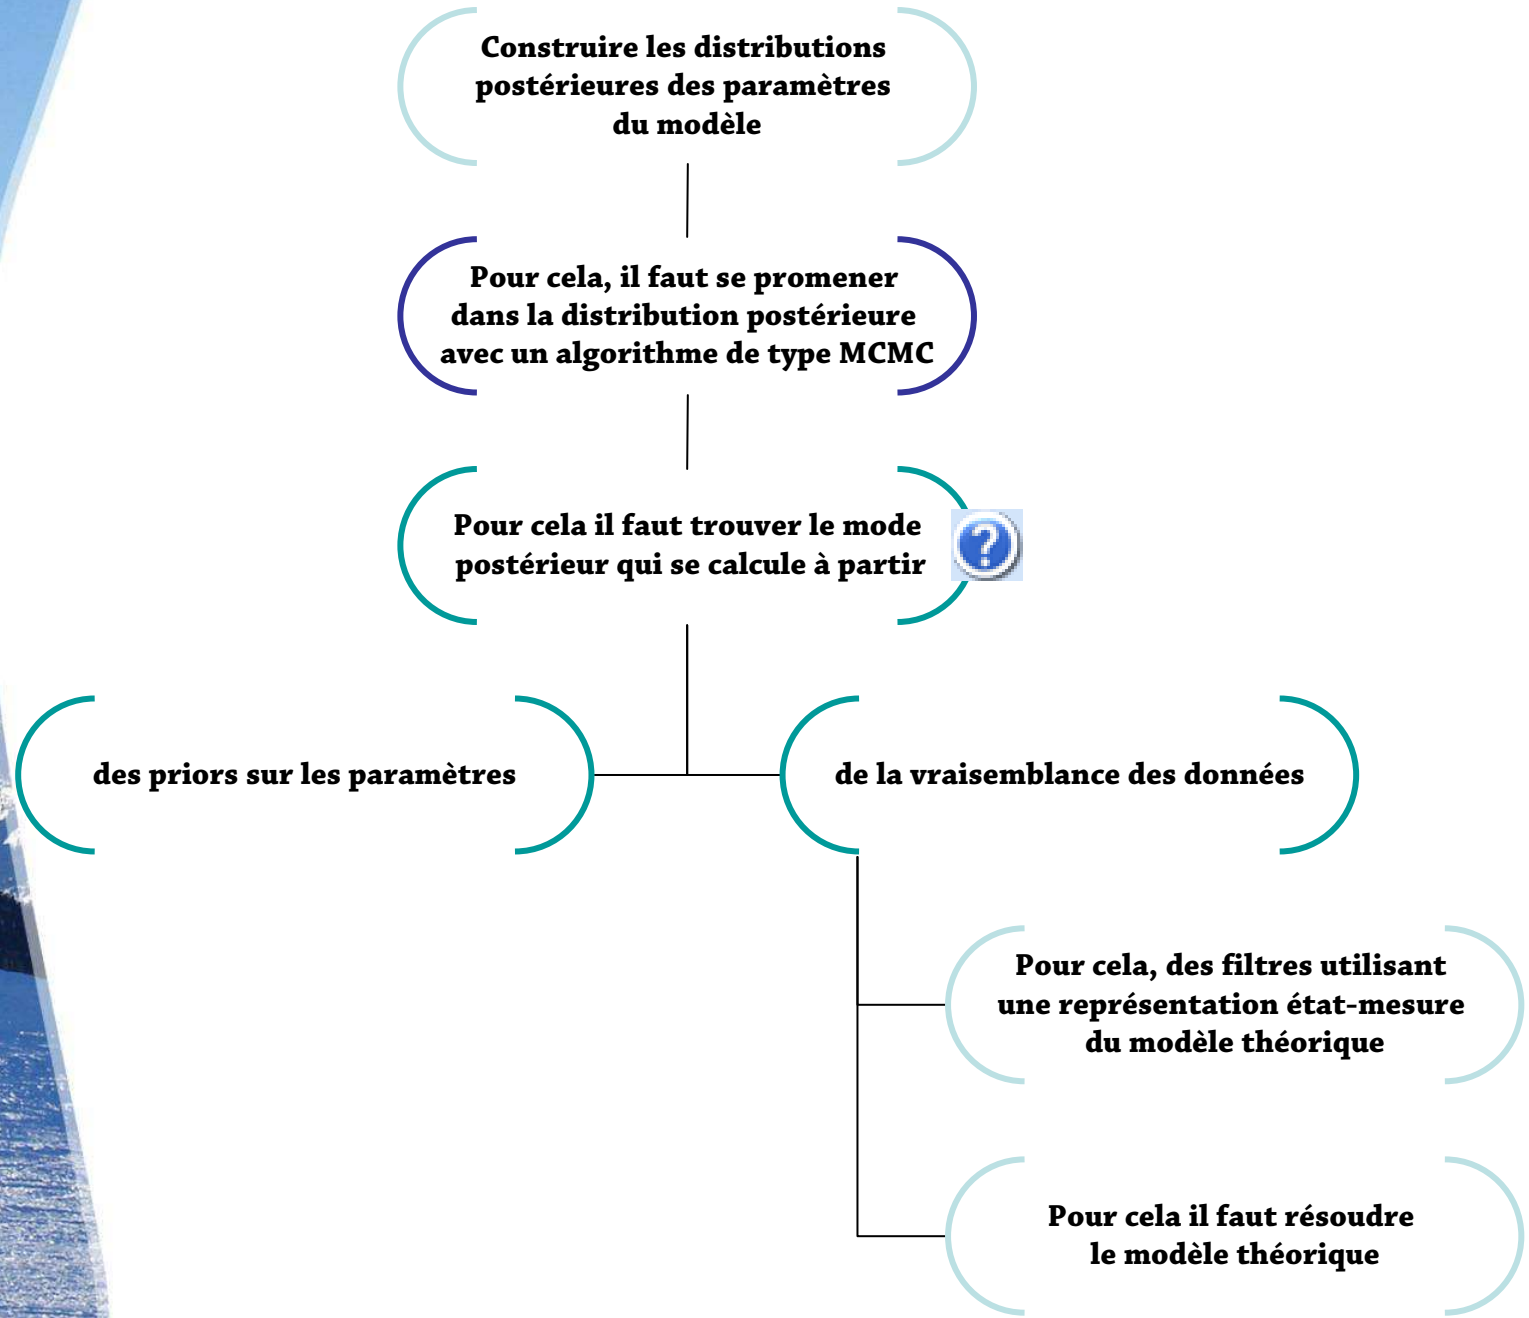 Construire les distributions
postérieures des paramètres
du modèle
Pour cela, il faut se promener
dans la distribution postérieure
avec un algorithme de type MCMC
Pour cela il faut trouver le mode
postérieur qui se calcule à partir
?
des priors sur les paramètres
de la vraisemblance des données
Pour cela, des filtres utilisant
une représentation état-mesure
du modèle théorique
Pour cela il faut résoudre
le modèle théorique